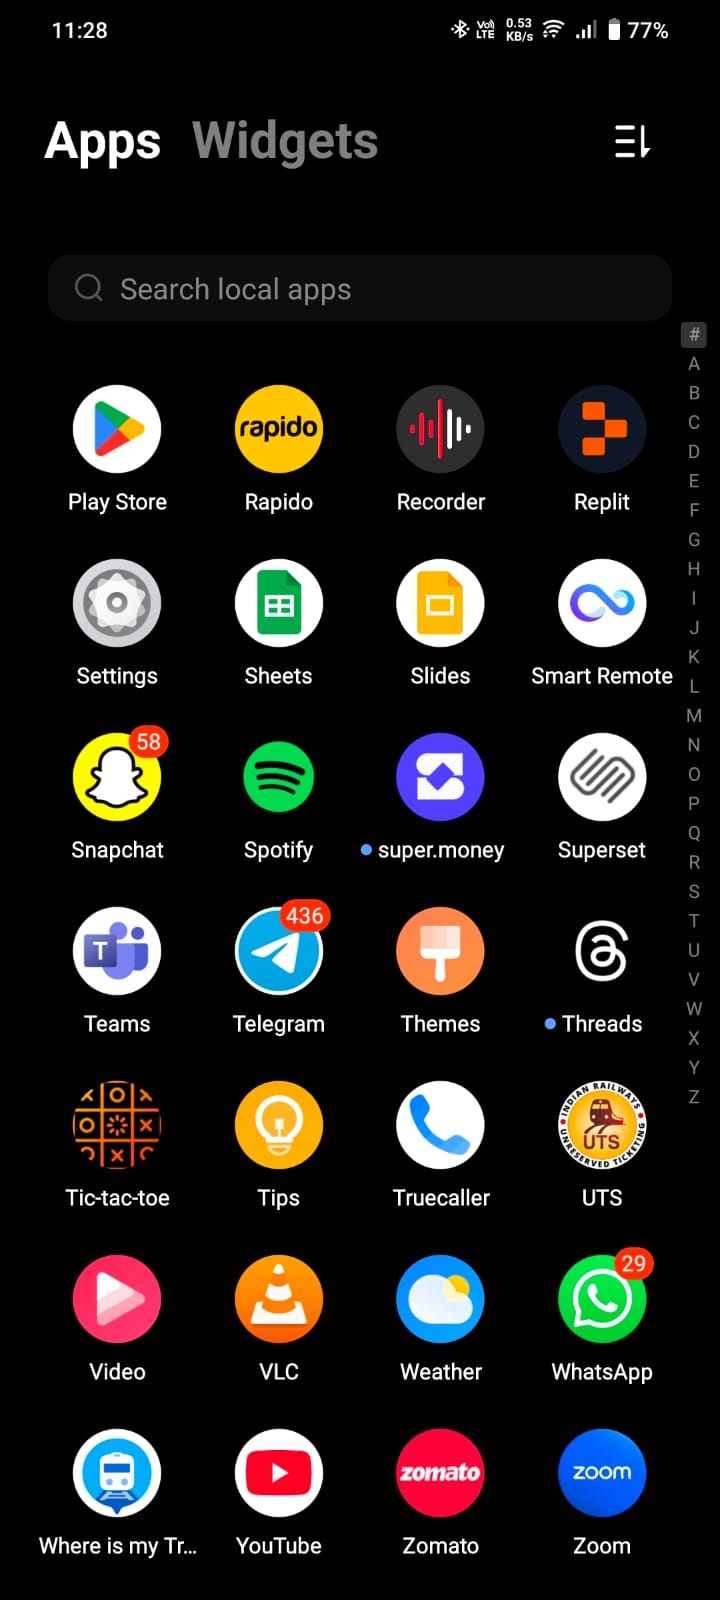 11:28 Vo) LTE 0.53 KB/s 77%
Apps Widgets
Search local apps
#
A
B
C
D
E
F
G
H
I
J
K
L
M
N
O
P
Q
R
S
T
U
V
W
X
Y
Z
rapido
Play Store Rapido Recorder Replit
Settings Sheets Slides Smart Remote
58
Snapchat Spotify super.money Superset
T 436
Teams Telegram Themes Threads
INDIAN RAILWAYS
UTS
UNRESERVED TICKETING
Tic-tac-toe Tips Truecaller UTS
29
Video VLC Weather WhatsApp
zomato zoom
Where is my Tr... YouTube Zomato Zoom